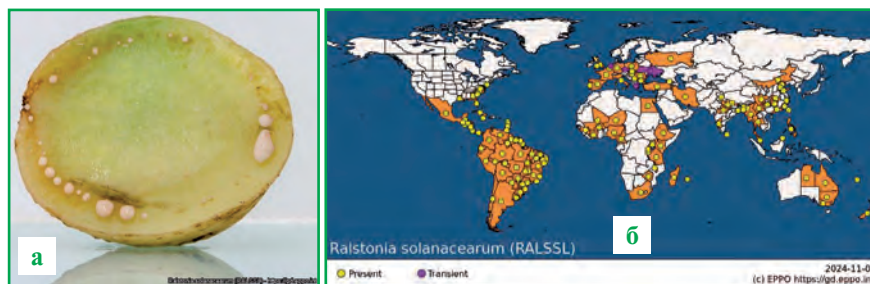 а
б
Ralstonia solanacearum (RALSSL)
Present
Transient
2024-11-0
(c) EPPO https://gd.eppo.in